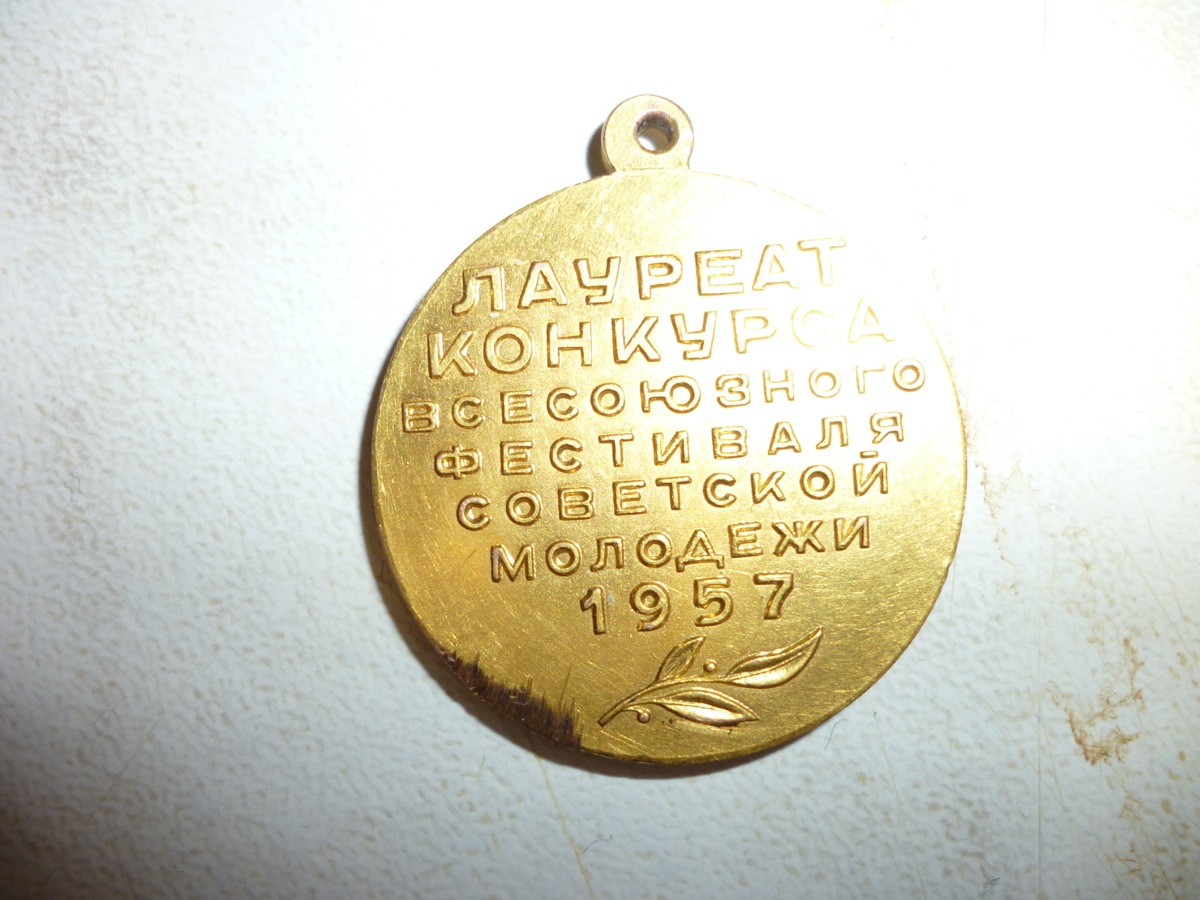 ЛАУРЕАТ
КОНКУРСА
ВСЕСОЮЗНОГО
ФЕСТИВАЛЯ
СОВЕТСКОЙ
МОЛОДЕЖИ
1957